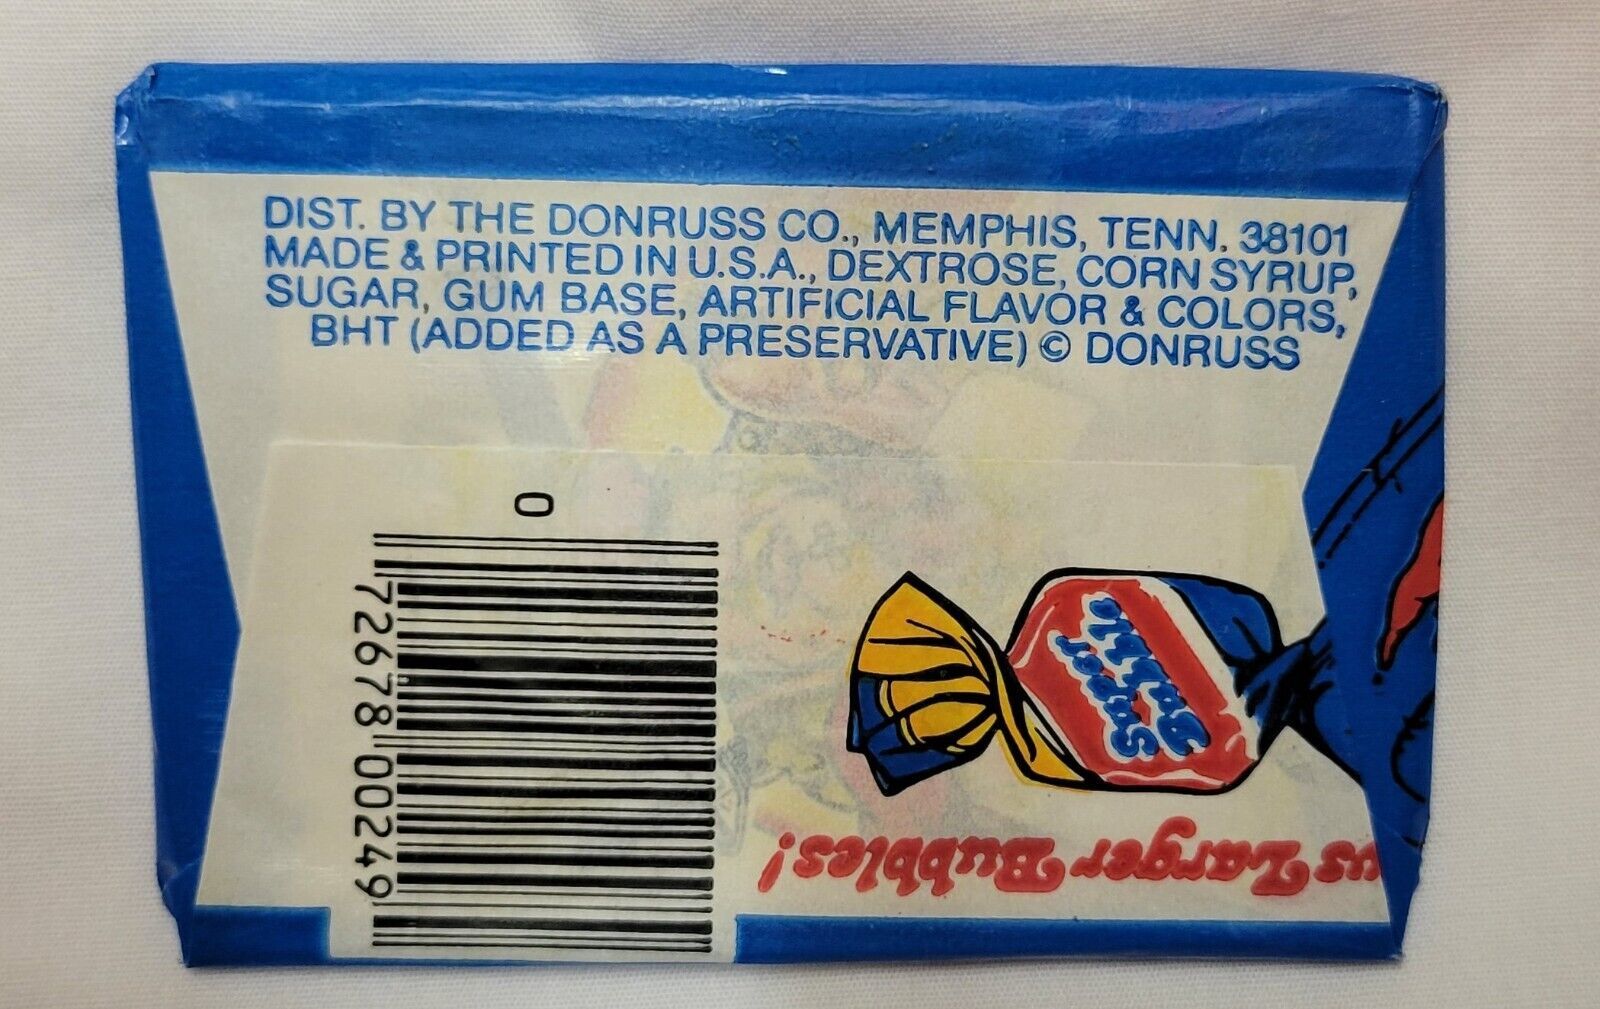 DIST. BY THE DONRUSS CO., MEMPHIS, TENN. 38101
MADE & PRINTED IN U.S.A., DEXTROSE, CORN SYRUP,
SUGAR, GUM BASE, ARTIFICIAL FLAVOR & COLORS,
BHT (ADDED AS A PRESERVATIVE) © DONRUSS
0
72678 00249
Super
Bubble
us Larger Bubbles!